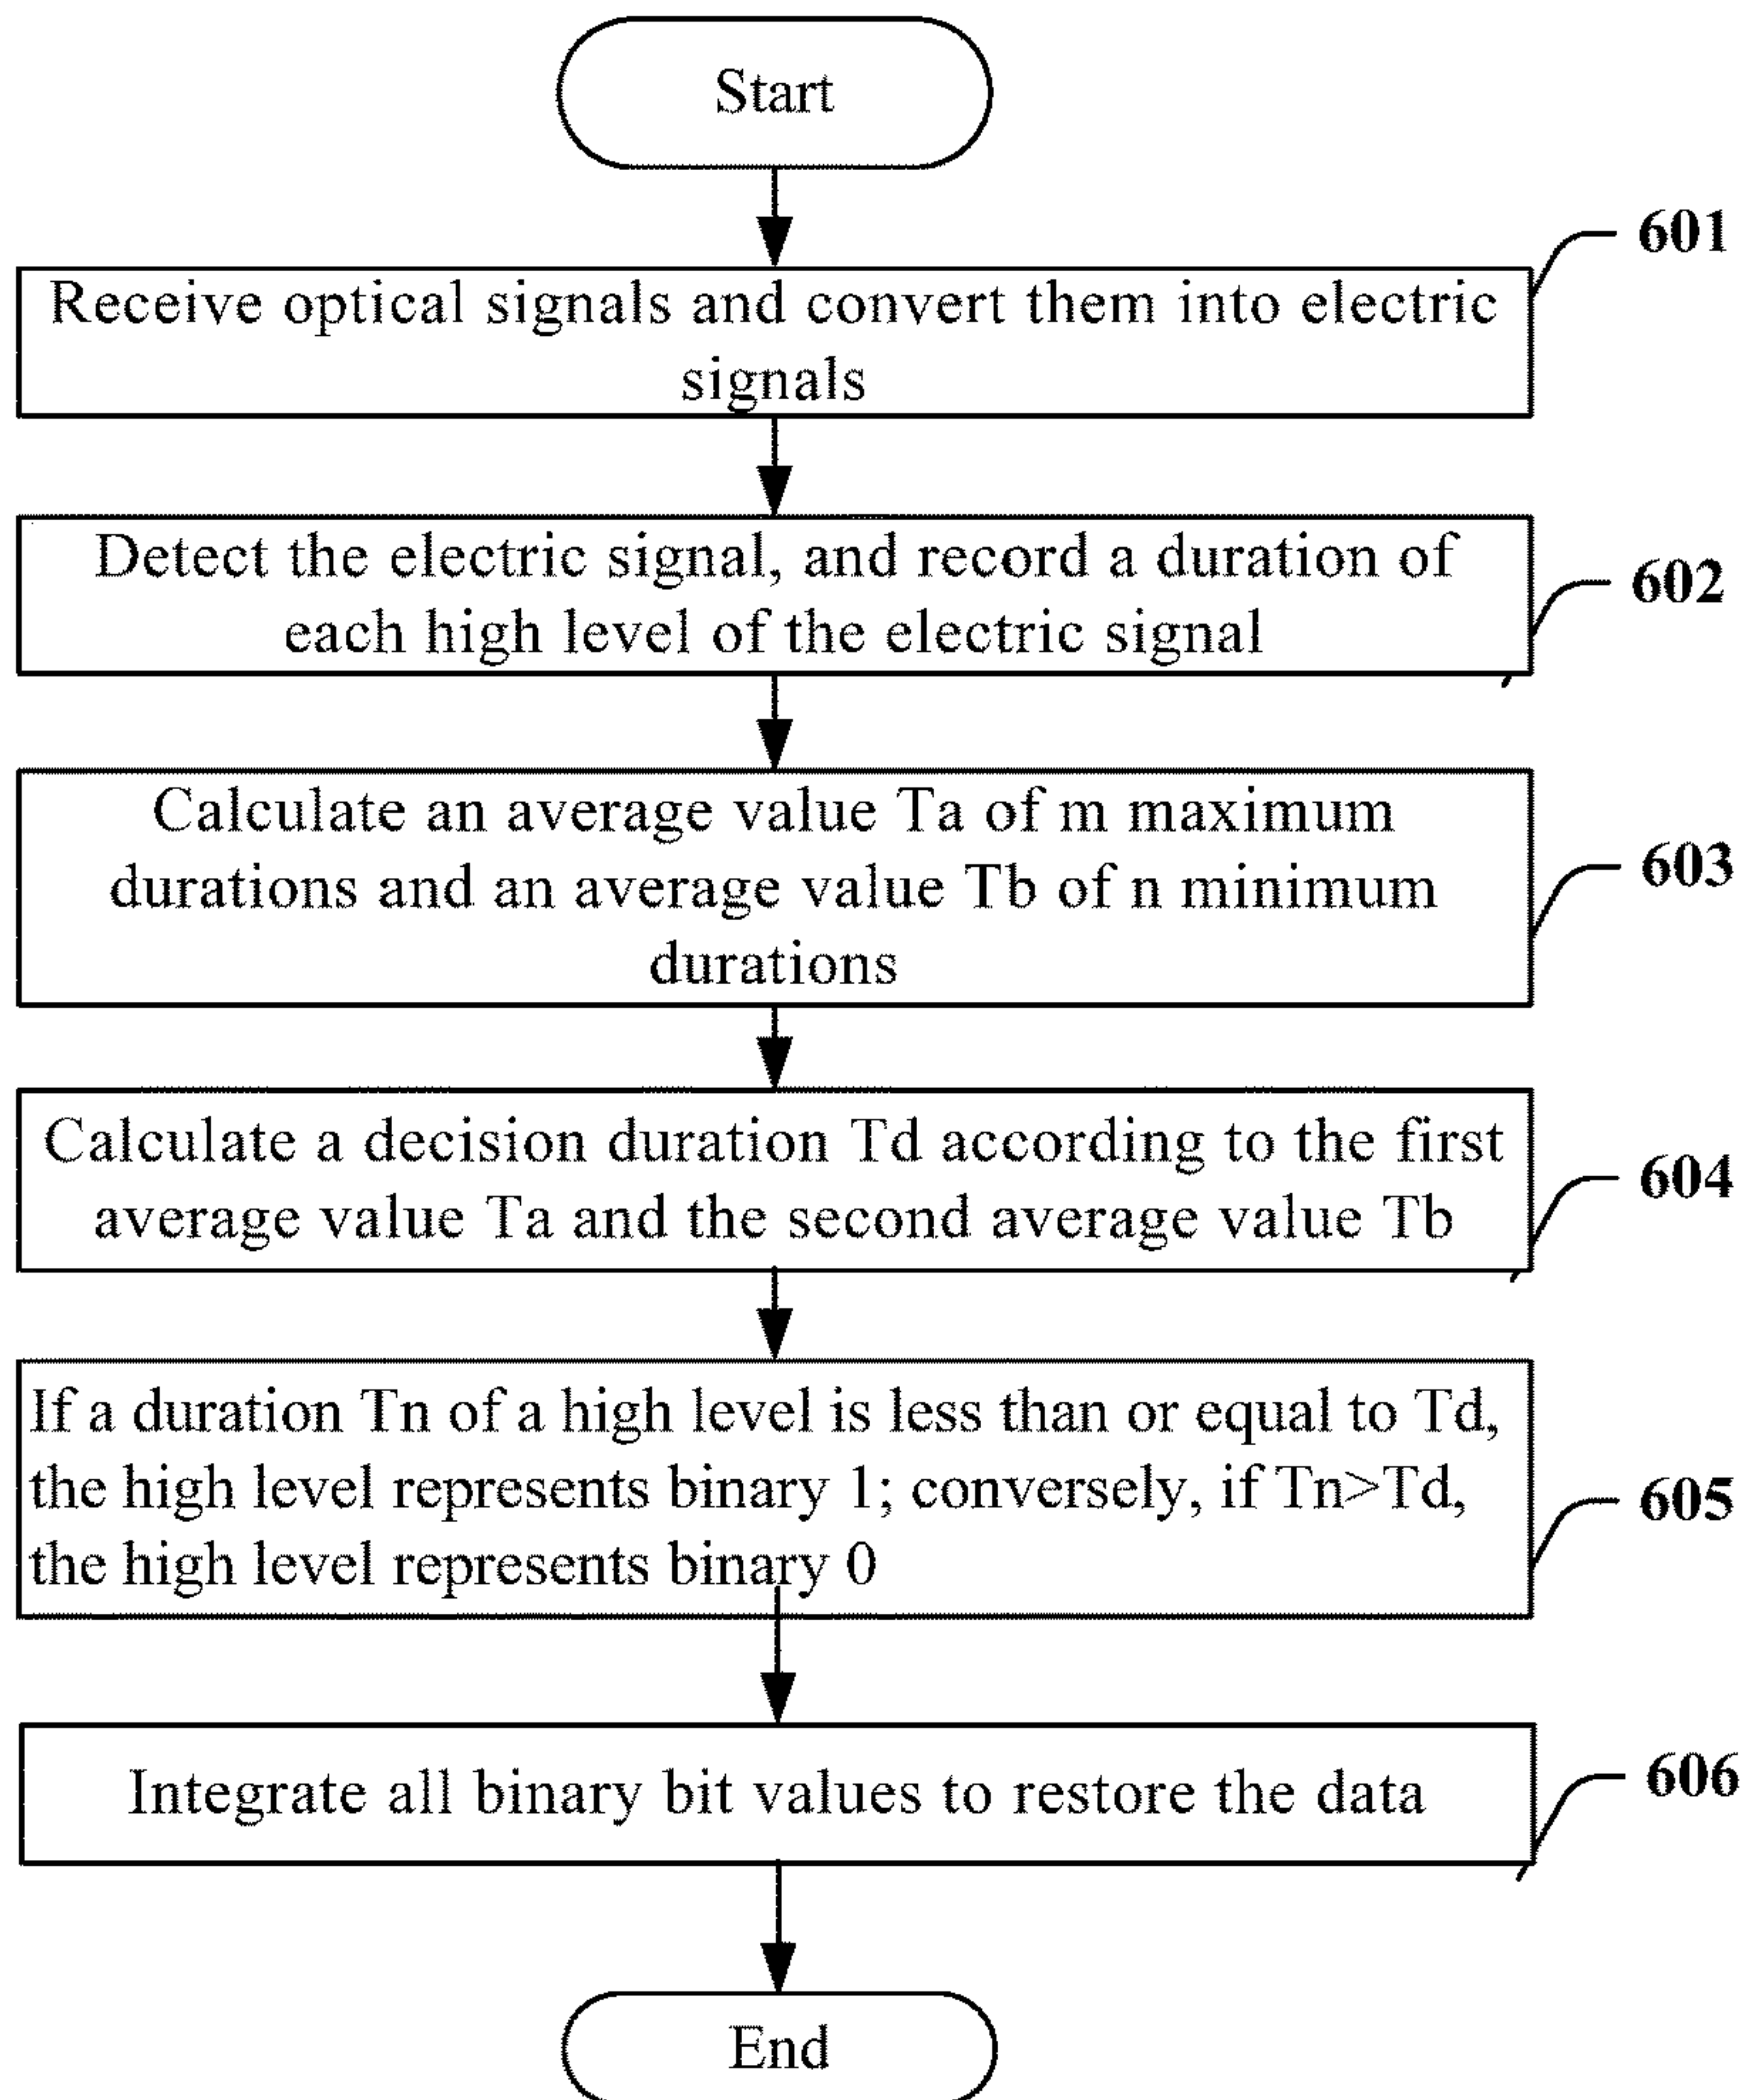 Start
601
Receive optical signals and convert them into electric
signals
Detect the electric signal, and record a duration of
each high level of the electric signal
602
Calculate an average value Ta of m maximum
durations and an average value Tb of n minimum
durations
603
Calculate a decision duration Td according to the first
average value Ta and the second average value Tb
604
If a duration Tn of a high level is less than or equal to Td,
the high level represents binary 1; conversely, if Tn>Td,
the high level represents binary 0
605
Integrate all binary bit values to restore the data
606
End